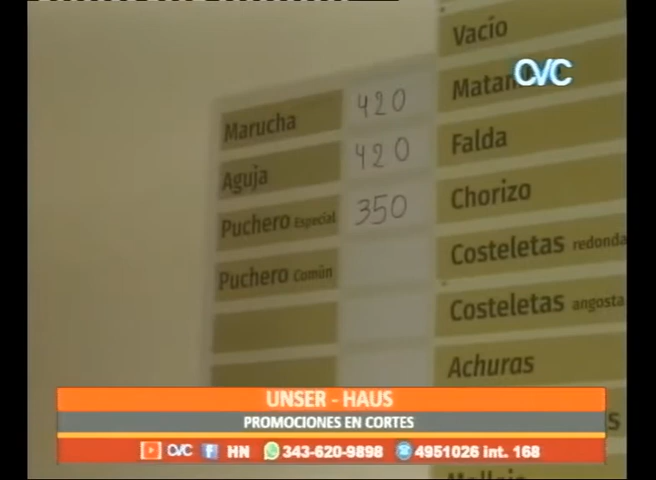 Vacío
CVC
Matan
Marucha 420
Falda
Aguja 420
Chorizo
Puchero Especial 350
Costeletas redonda
Puchero Común
Costeletas angosta
Achuras
UNSER - HAUS
PROMOCIONES EN CORTES
CVC HN 343-620-9898 4951026 int. 168